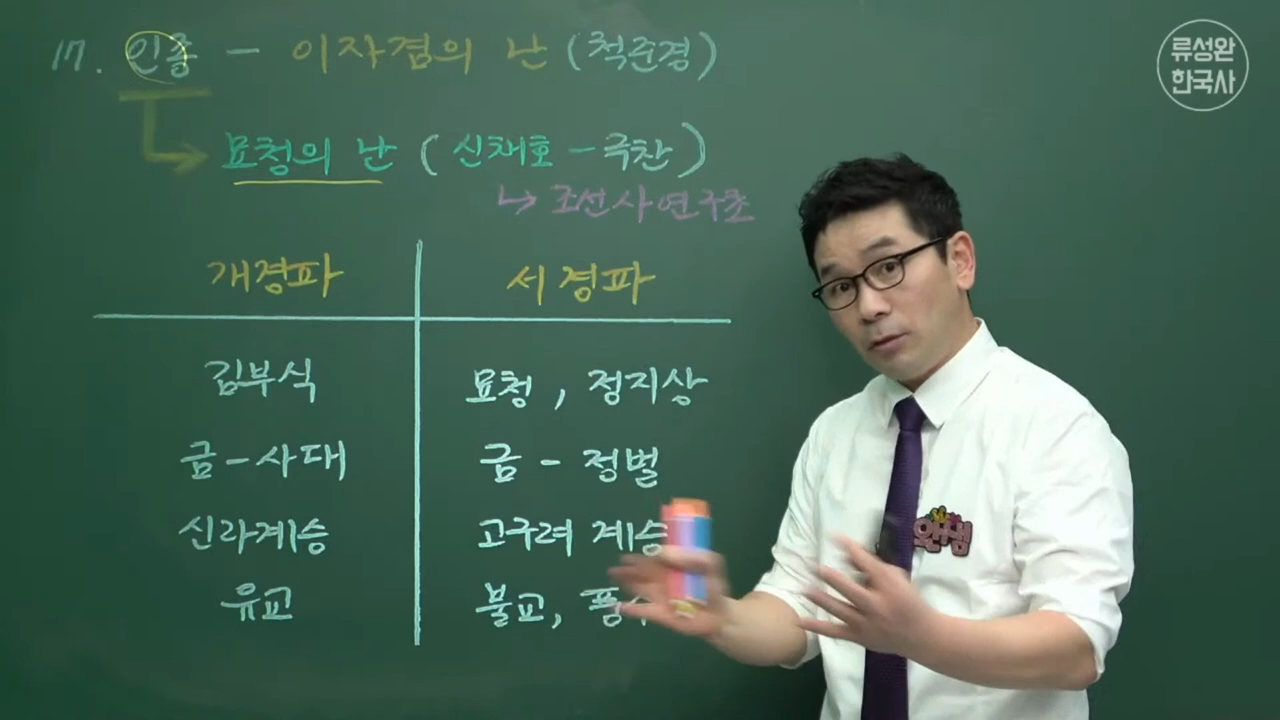 17. 인종 - 이자겸의 난 (척준경)
류성완
한국사
묘청의 난 (신채호 - 극찬)
↳ 조선사연구초
개경파 서경파
김부식 묘청, 정지상
금-사대 금 - 정벌
신라계승 고구려 계승
유교 불교,
완쌤